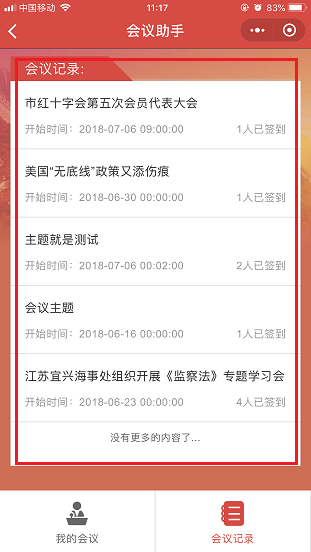 中国移动 11:17 83%
会议助手
会议记录:
市红十字会第五次会员代表大会
开始时间：2018-07-06 09:00:00 1人已签到
美国“无底线”政策又添伤痕
开始时间：2018-06-30 00:00:00 1人已签到
主题就是测试
开始时间：2018-07-06 00:02:00 2人已签到
会议主题
开始时间：2018-06-16 00:00:00 1人已签到
江苏宜兴海事处组织开展《监察法》专题学习会
开始时间：2018-06-23 00:00:00 4人已签到
没有更多的内容了...
我的会议 会议记录